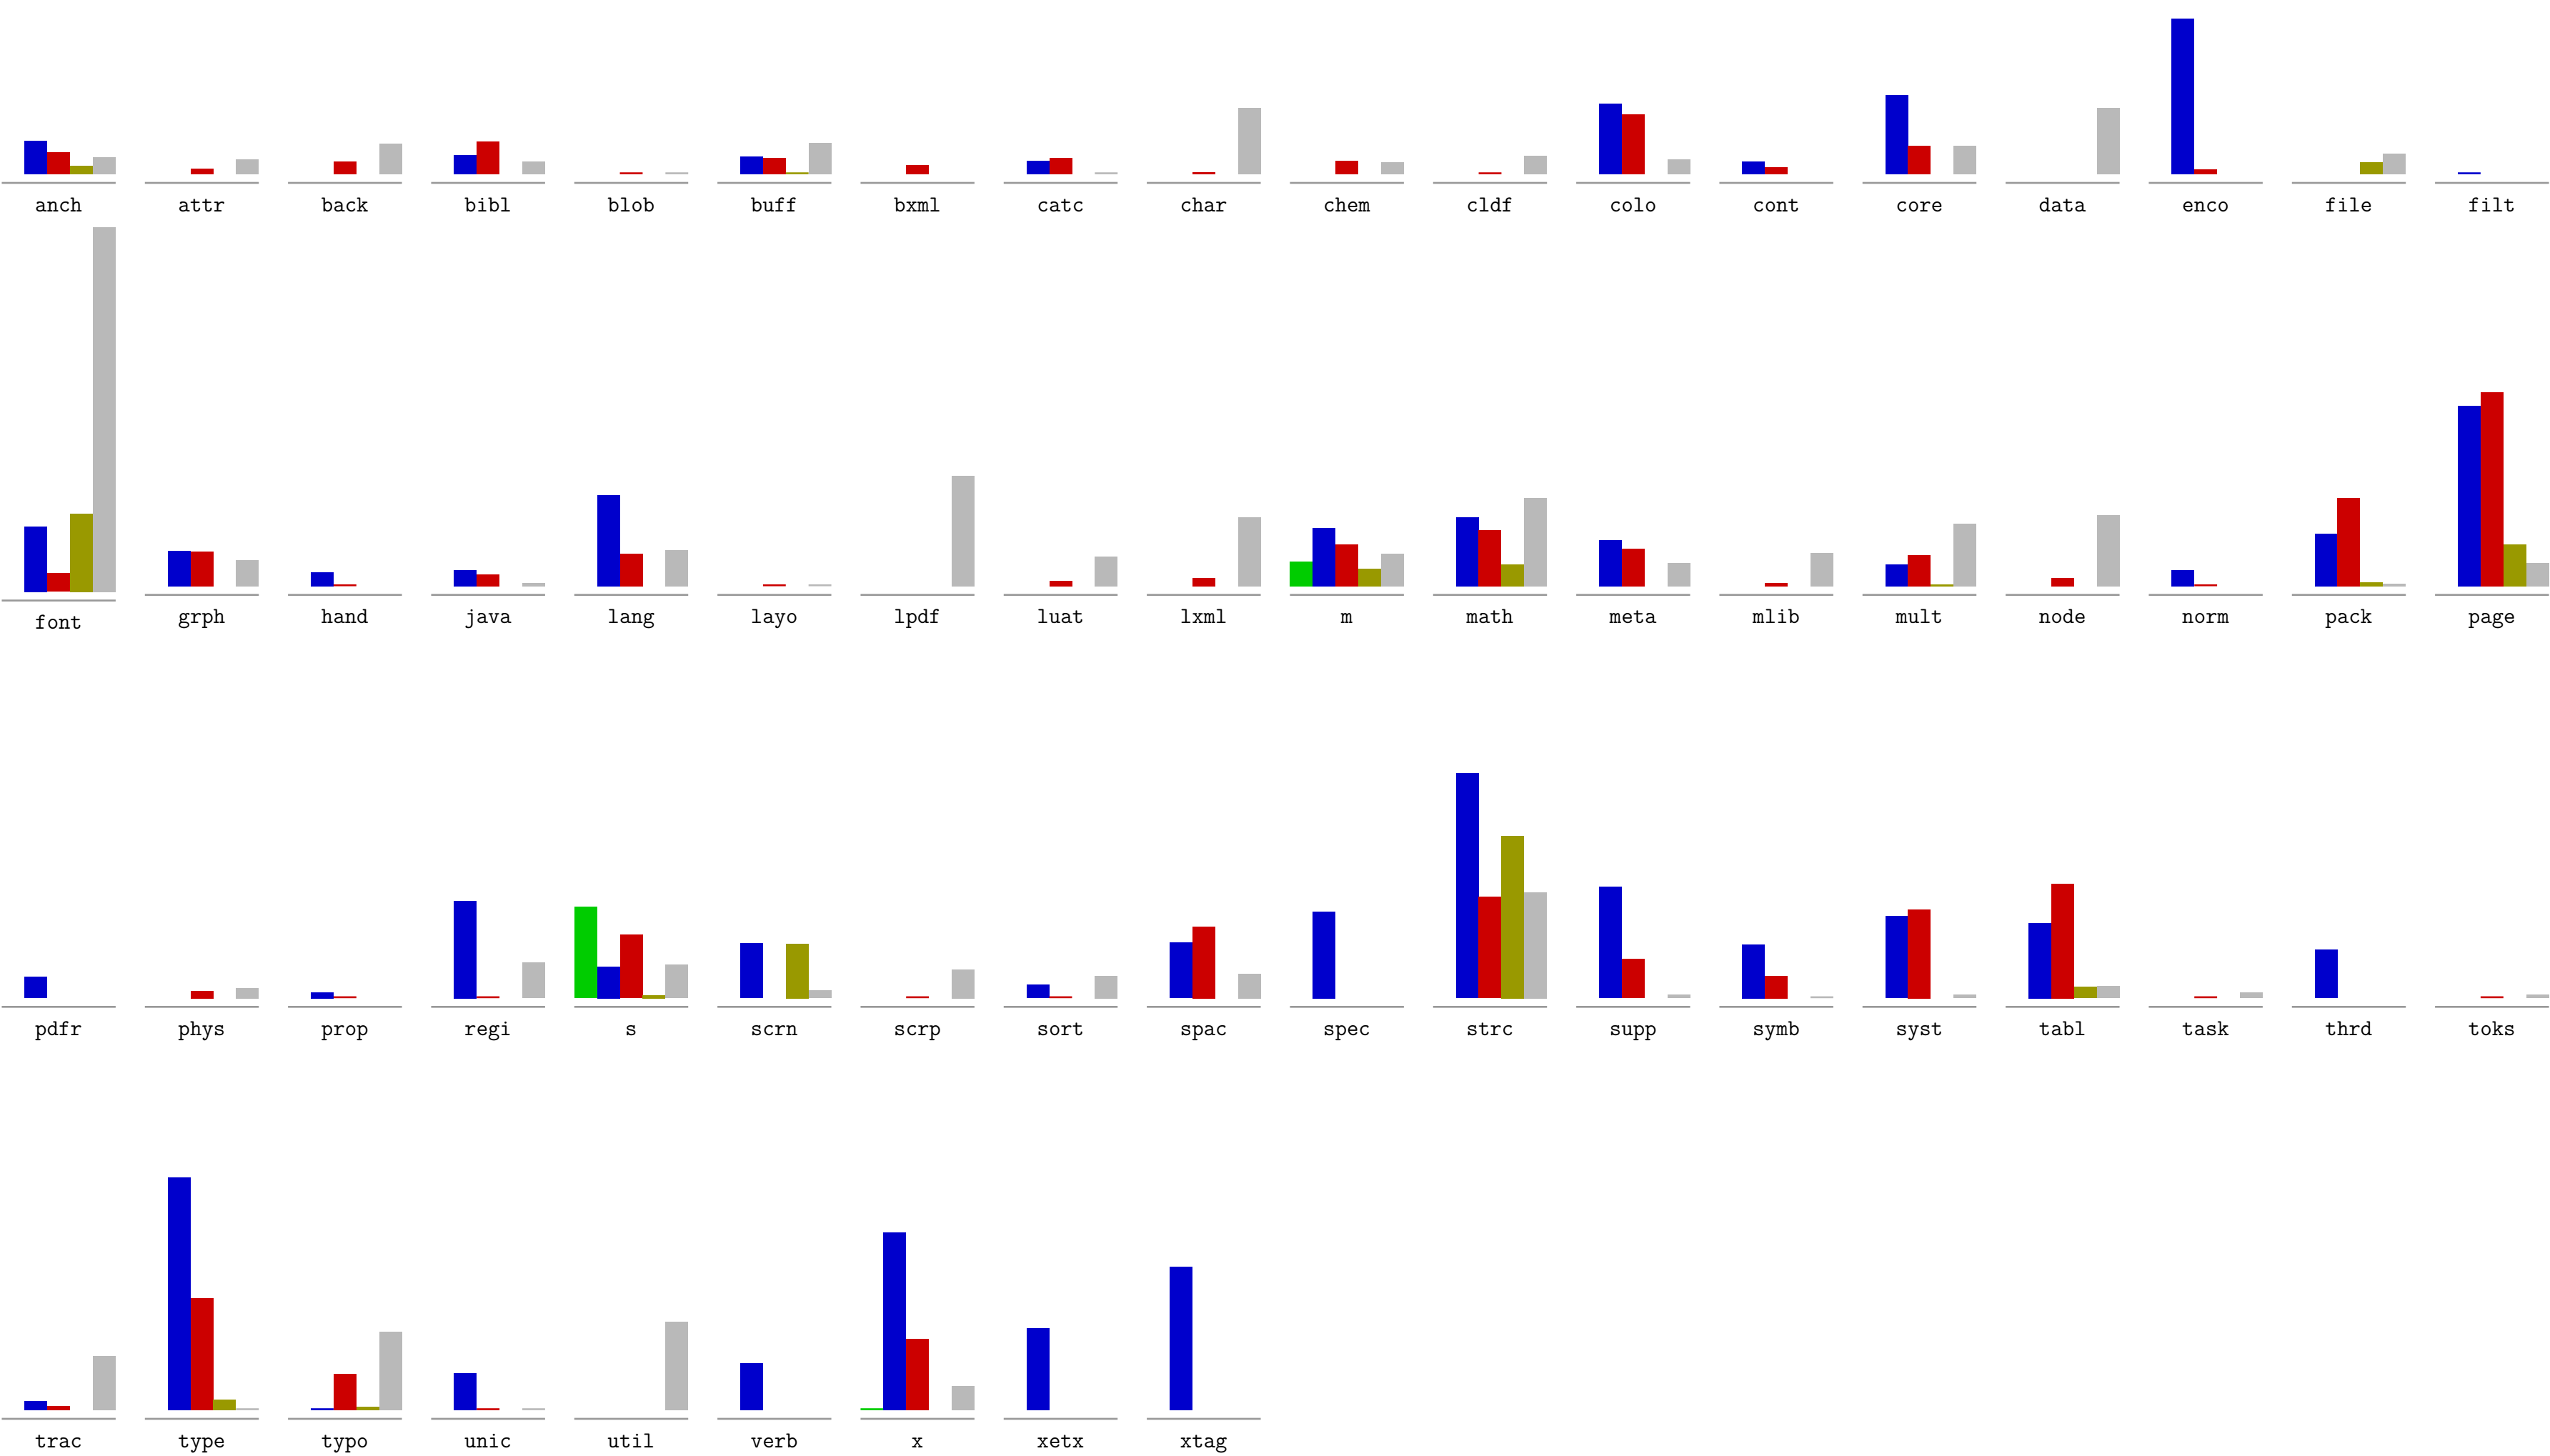 anch attr back bibl blob buff bxml catc char chem cldf colo cont core data enco file filt
font grph hand java lang layo lpdf luat lxml m math meta mlib mult node norm pack page
pdfr phys prop regi s scrn scrp sort spac spec strc supp symb syst tabl task thrd toks
trac type typo unic util verb x xetx xtag